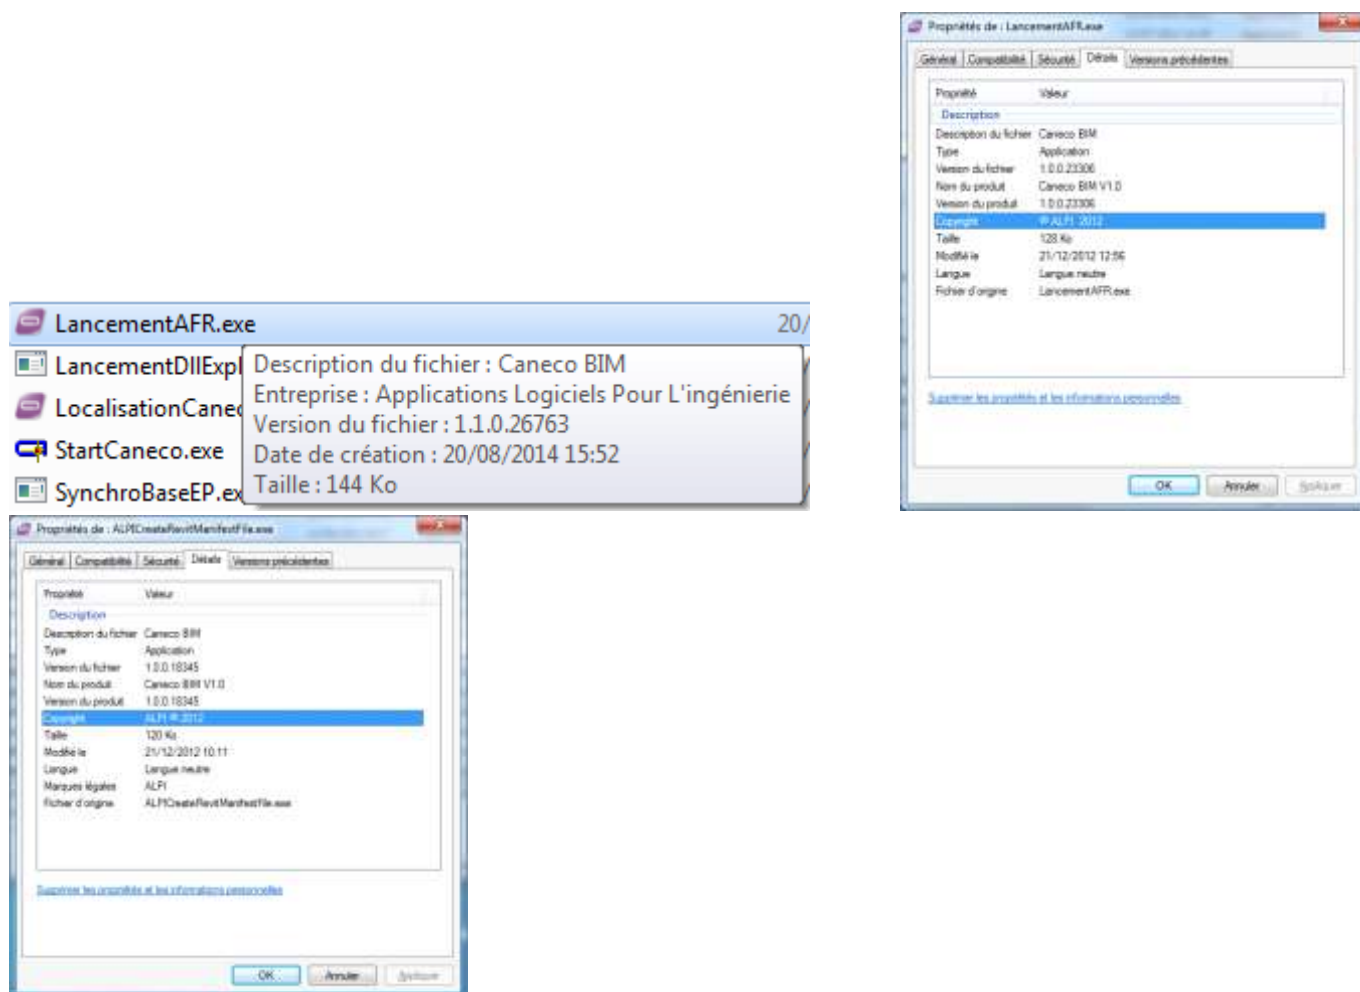 Propriétés de : LancementAFR.exe
Général Compatibilité Sécurité Détails Versions précédentes
Propriété Valeur
Description
Description du fichier Caneco BIM
Type Application
Version du fichier 1.0.0.23306
Nom du produit Caneco BIM V1.0
Version du produit 1.0.0.23306
Copyright © ALPI 2012
Taille 128 Ko
Modifié le 21/12/2012 12:56
Langue Langue neutre
Fichier d'origine LancementAFR.exe
Supprimer les propriétés et les informations personnelles
OK Annuler Appliquer
LancementAFR.exe 20/
LancementDllExpl
LocalisationCanec
StartCaneco.exe
SynchroBaseEP.ex
Description du fichier : Caneco BIM
Entreprise : Applications Logiciels Pour L'ingénierie
Version du fichier : 1.1.0.26763
Date de création : 20/08/2014 15:52
Taille : 144 Ko
Propriétés de : ALPICreateRevitManifestFile.exe
Général Compatibilité Sécurité Détails Versions précédentes
Propriété Valeur
Description
Description du fichier Caneco BIM
Type Application
Version du fichier 1.0.0.18345
Nom du produit Caneco BIM V1.0
Version du produit 1.0.0.18345
Copyright ALPI © 2012
Taille 120 Ko
Modifié le 21/12/2012 10:11
Langue Langue neutre
Marques légales ALPI
Fichier d'origine ALPICreateRevitManifestFile.exe
Supprimer les propriétés et les informations personnelles
OK Annuler Appliquer